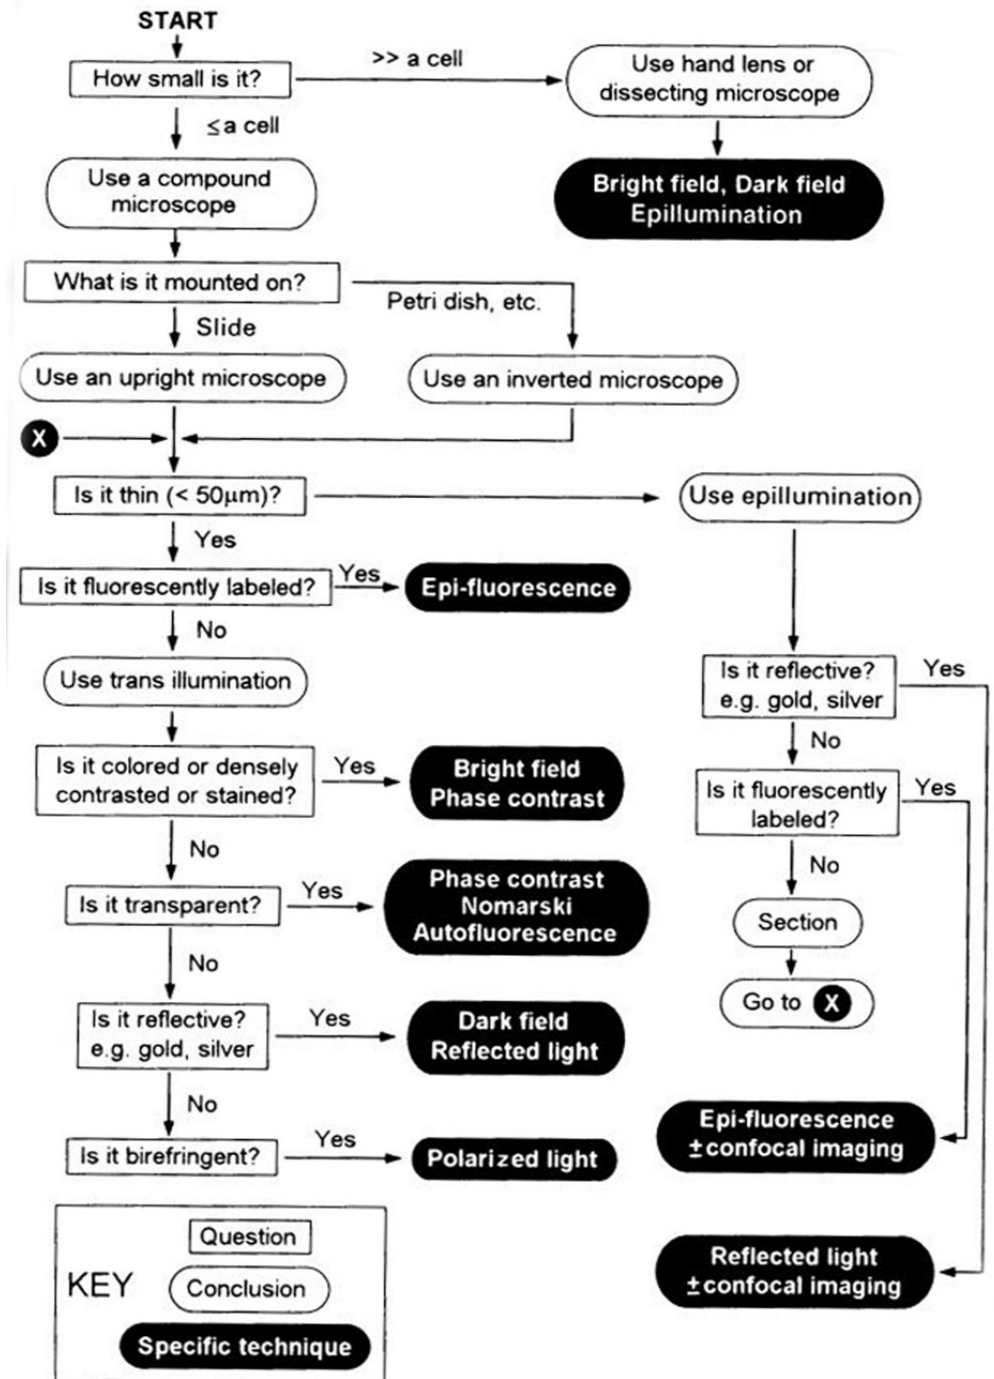 START
How small is it?
>> a cell
Use hand lens or
dissecting microscope
≤ a cell
Bright field, Dark field
Epillumination
Use a compound
microscope
What is it mounted on?
Petri dish, etc.
Slide
Use an upright microscope
Use an inverted microscope
X
Is it thin (< 50μm)?
Use epillumination
Yes
Is it fluorescently labeled?
Yes
Epi-fluorescence
No
Use trans illumination
Is it reflective?
e.g. gold, silver
Yes
No
Is it colored or densely
contrasted or stained?
Yes
Bright field
Phase contrast
Is it fluorescently
labeled?
Yes
No
No
Is it transparent?
Yes
Phase contrast
Nomarski
Autofluorescence
Section
No
Go to X
Is it reflective?
e.g. gold, silver
Yes
Dark field
Reflected light
No
Epi-fluorescence
±confocal imaging
Is it birefringent?
Yes
Polarized light
Reflected light
±confocal imaging
KEY
Question
Conclusion
Specific technique